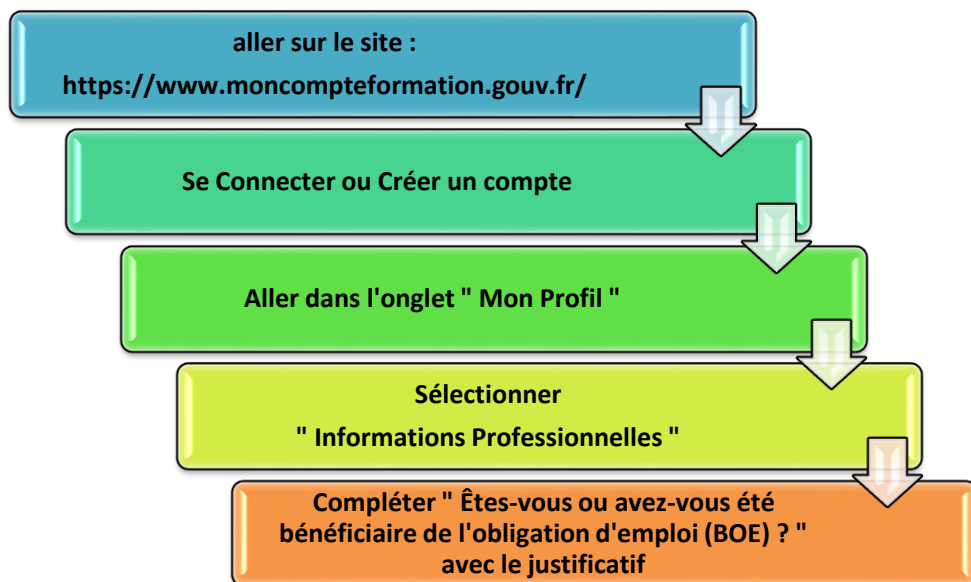 aller sur le site :
https://www.moncompteformation.gouv.fr/
Se Connecter ou Créer un compte
Aller dans l'onglet " Mon Profil "
Sélectionner
" Informations Professionnelles "
Compléter " Êtes-vous ou avez-vous été
bénéficiaire de l'obligation d'emploi (BOE) ? "
avec le justificatif